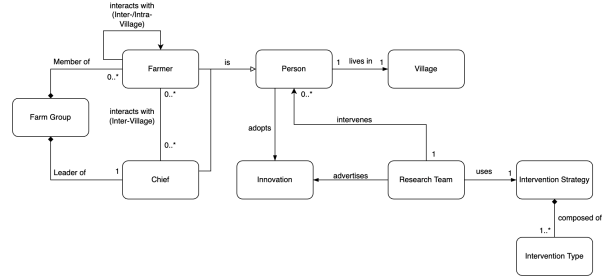 interacts with
(Inter-/Intra-
Village)
Member of
0..*
Farmer
is
Person
1
lives in
1
Village
0..*
0..*
Farm Group
interacts with
(Inter-Village)
adopts
intervenes
0..*
Leader of
1
Chief
Innovation
advertises
1
Research Team
uses
1
Intervention Strategy
composed of
1..*
Intervention Type